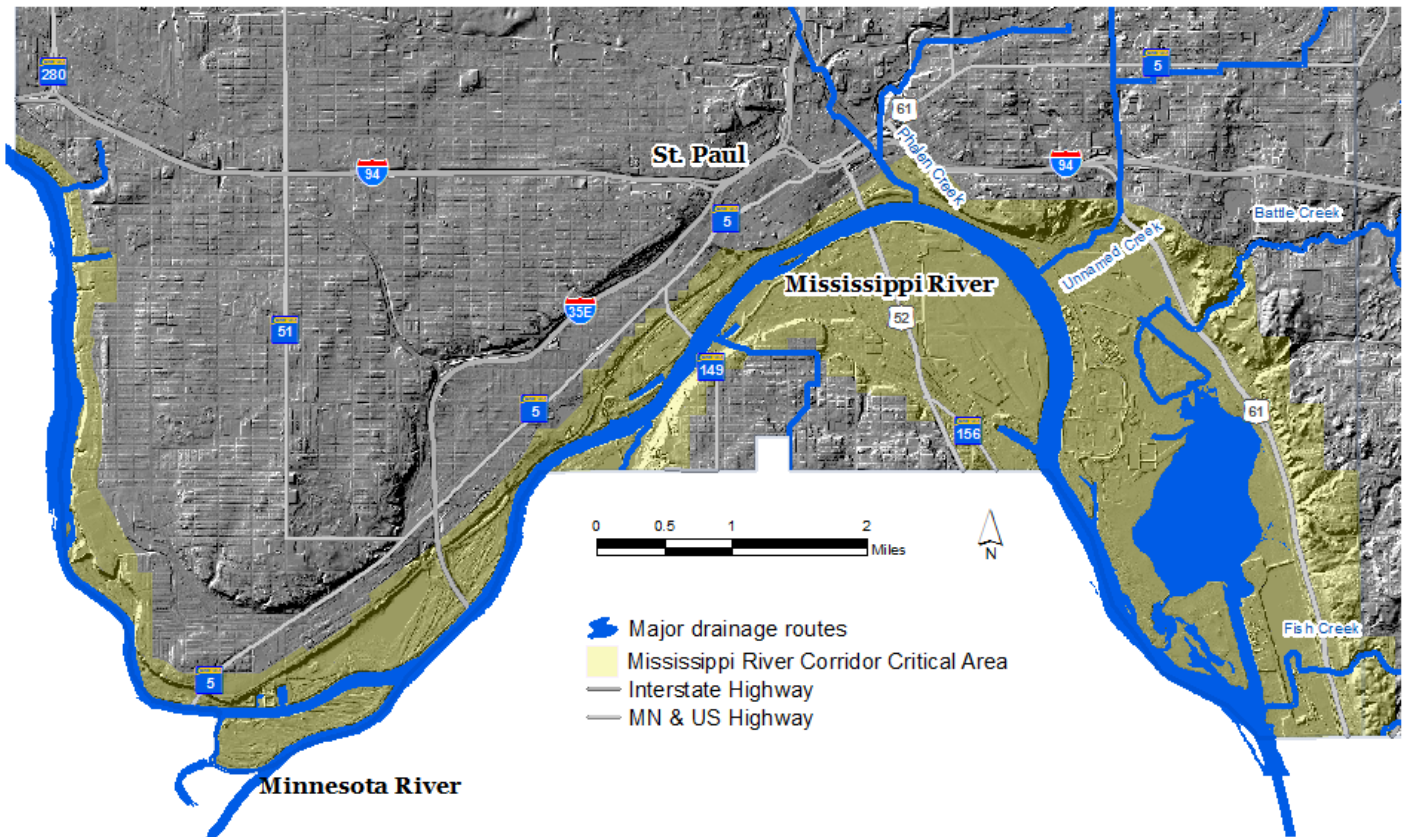 280
5
61
St. Paul
94
Phelen Creek
94
5
Battle Creek
Unnamed Creek
Mississippi River
35E
51
52
149
5
61
156
0 0.5 1 2
Miles
N
Major drainage routes
Mississippi River Corridor Critical Area
Interstate Highway
MN & US Highway
Fish Creek
5
Minnesota River